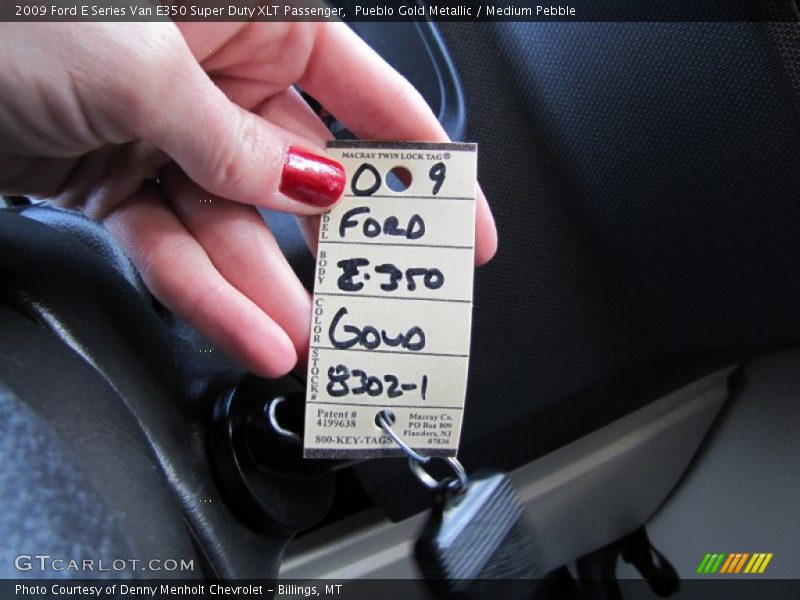 2009 Ford E Series Van E350 Super Duty XLT Passenger, Pueblo Gold Metallic / Medium Pebble
MACRAY TWIN LOCK TAG®
0 9
DEL FORD
BODY E-350
COLOR GOLD
STOCK # 8302-1
Patent #
4199638
800-KEY-TAGS
Macray Co.
PO Box 809
Flanders, NJ
07836
GTCARLOT.COM
Photo Courtesy of Denny Menholt Chevrolet - Billings, MT